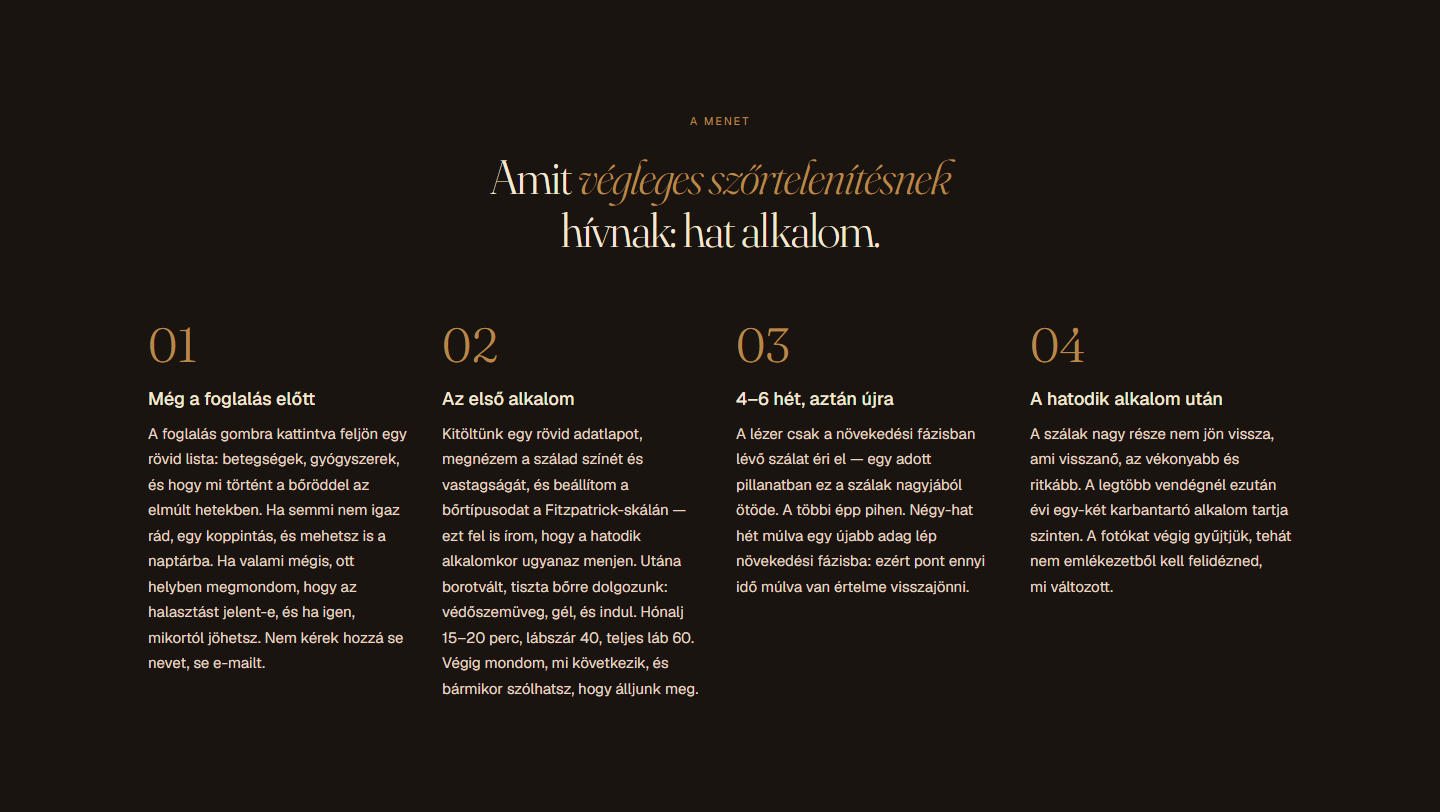 A MENET
Amit végleges szőrtelenítésnek
hívnak: hat alkalom.
01
Még a foglalás előtt
A foglalás gombra kattintva feljön egy
rövid lista: betegségek, gyógyszerek,
és hogy mi történt a bőröddel az
elmúlt hetekben. Ha semmi nem igaz
rád, egy koppintás, és mehetsz is a
naptárba. Ha valami mégis, ott
helyben megmondom, hogy az
halasztást jelent-e, és ha igen,
mikortól jöhetsz. Nem kérek hozzá se
nevet, se e-mailt.
02
Az első alkalom
Kitöltünk egy rövid adatlapot,
megnézem a szálad színét és
vastagságát, és beállítom a
bőrtípusodat a Fitzpatrick-skálán —
ezt fel is írom, hogy a hatodik
alkalomkor ugyanaz menjen. Utána
borotvált, tiszta bőrre dolgozunk:
védőszemüveg, gél, és indul. Hónalj
15–20 perc, lábszár 40, teljes láb 60.
Végig mondom, mi következik, és
bármikor szólhatsz, hogy álljunk meg.
03
4–6 hét, aztán újra
A lézer csak a növekedési fázisban
lévő szálat éri el — egy adott
pillanatban ez a szálak nagyjából
ötöde. A többi épp pihen. Négy-hat
hét múlva egy újabb adag lép
növekedési fázisba: ezért pont ennyi
idő múlva van értelme visszajönni.
04
A hatodik alkalom után
A szálak nagy része nem jön vissza,
ami visszanő, az vékonyabb és
ritkább. A legtöbb vendégnél ezután
évi egy-két karbantartó alkalom tartja
szinten. A fotókat végig gyűjtjük, tehát
nem emlékezetből kell felidézned,
mi változott.